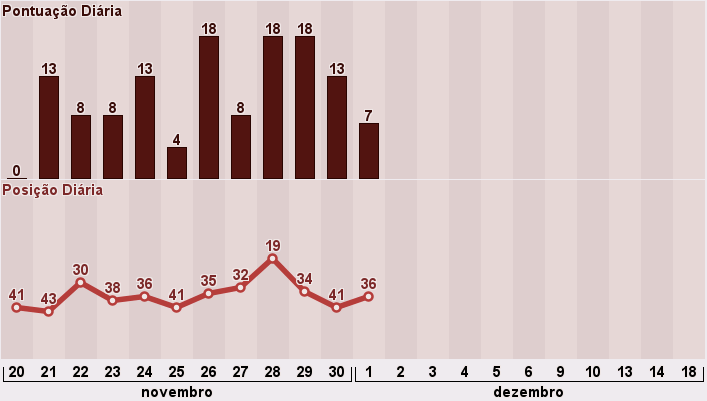 Pontuação Diária
0 13 8 8 13 4 18 8 18 18 13 7
Posição Diária
41 43 30 38 36 41 35 32 19 34 41 36
20 21 22 23 24 25 26 27 28 29 30 1 2 3 4 5 6 9 10 13 14 18
novembro dezembro